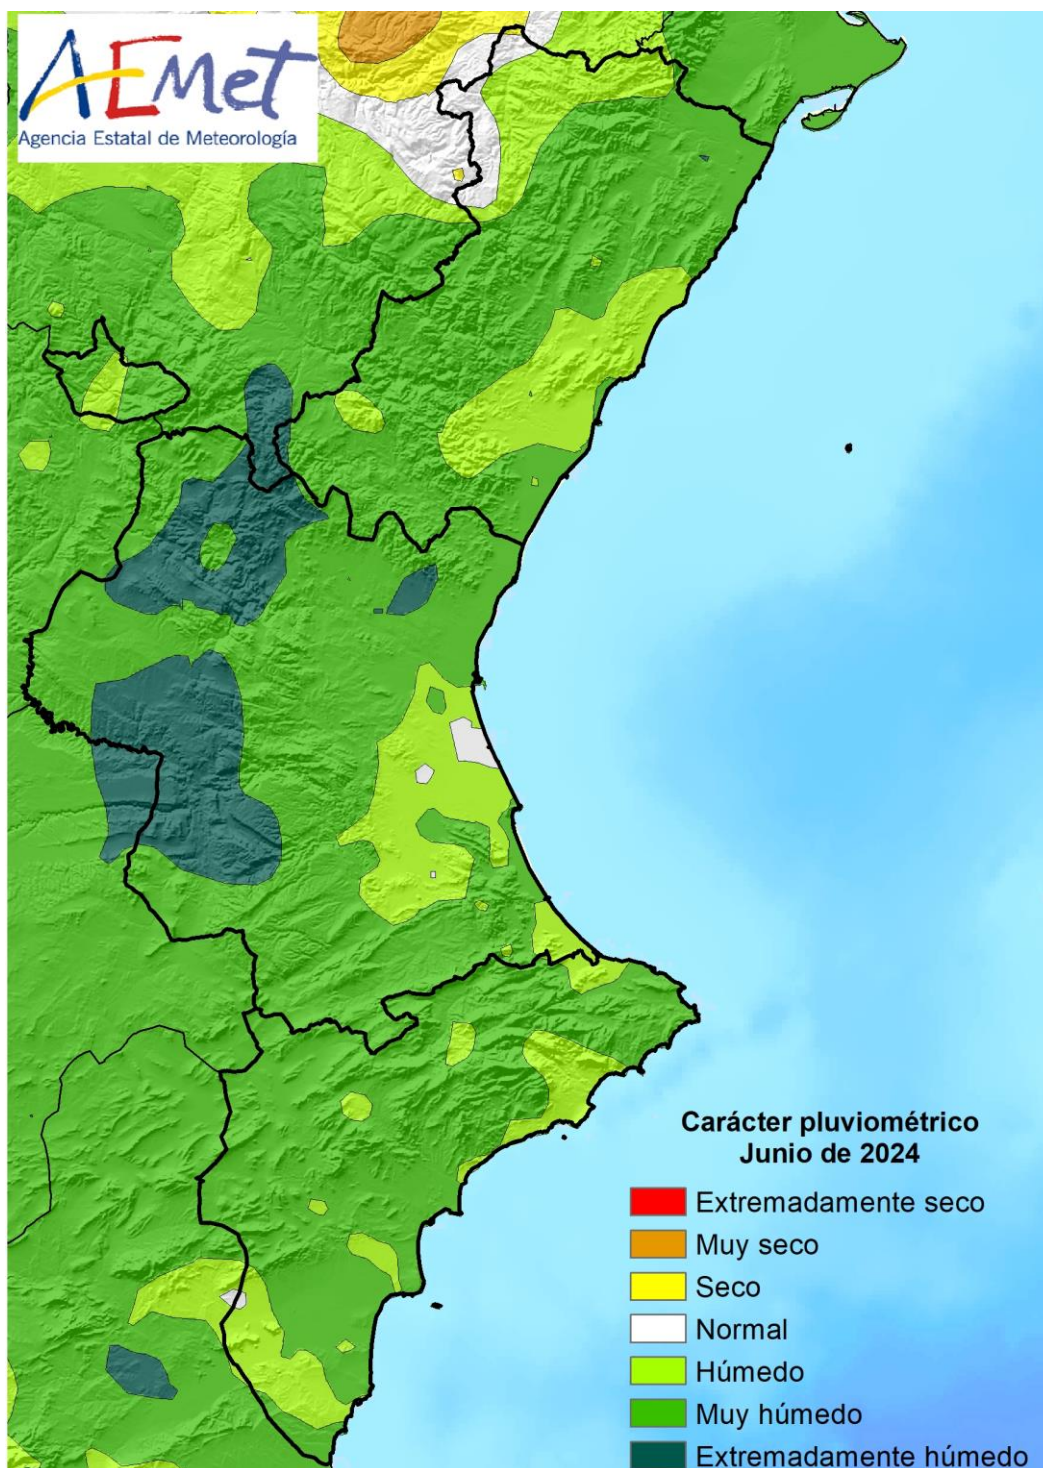 AEMet
Agencia Estatal de Meteorología
Carácter pluviométrico
Junio de 2024
Extremadamente seco
Muy seco
Seco
Normal
Húmedo
Muy húmedo
Extremadamente húmedo